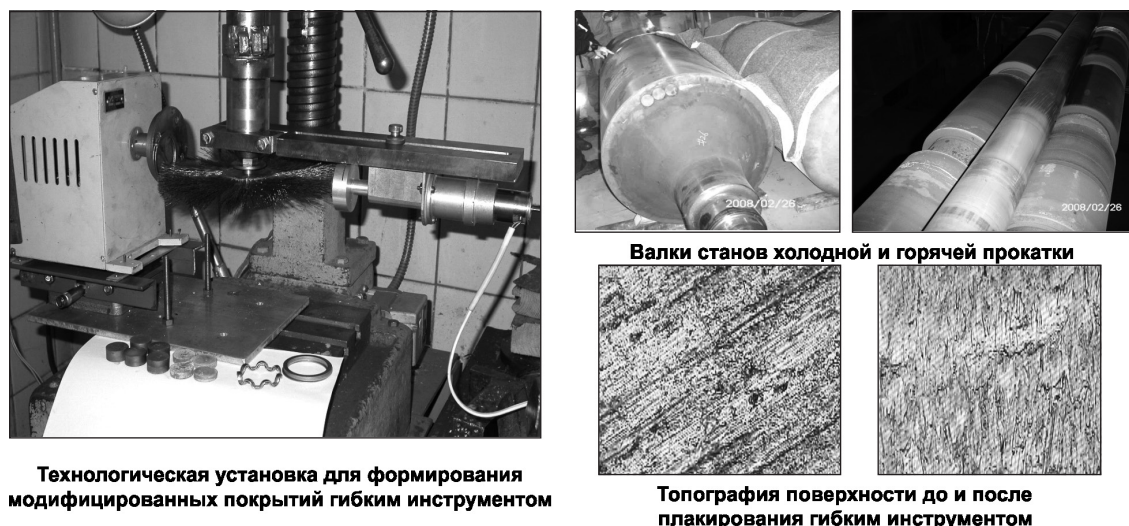 2008/02/26
2008/02/26
Валки станов холодной и горячей прокатки
Технологическая установка для формирования
модифицированных покрытий гибким инструментом
Топография поверхности до и после
плакирования гибким инструментом